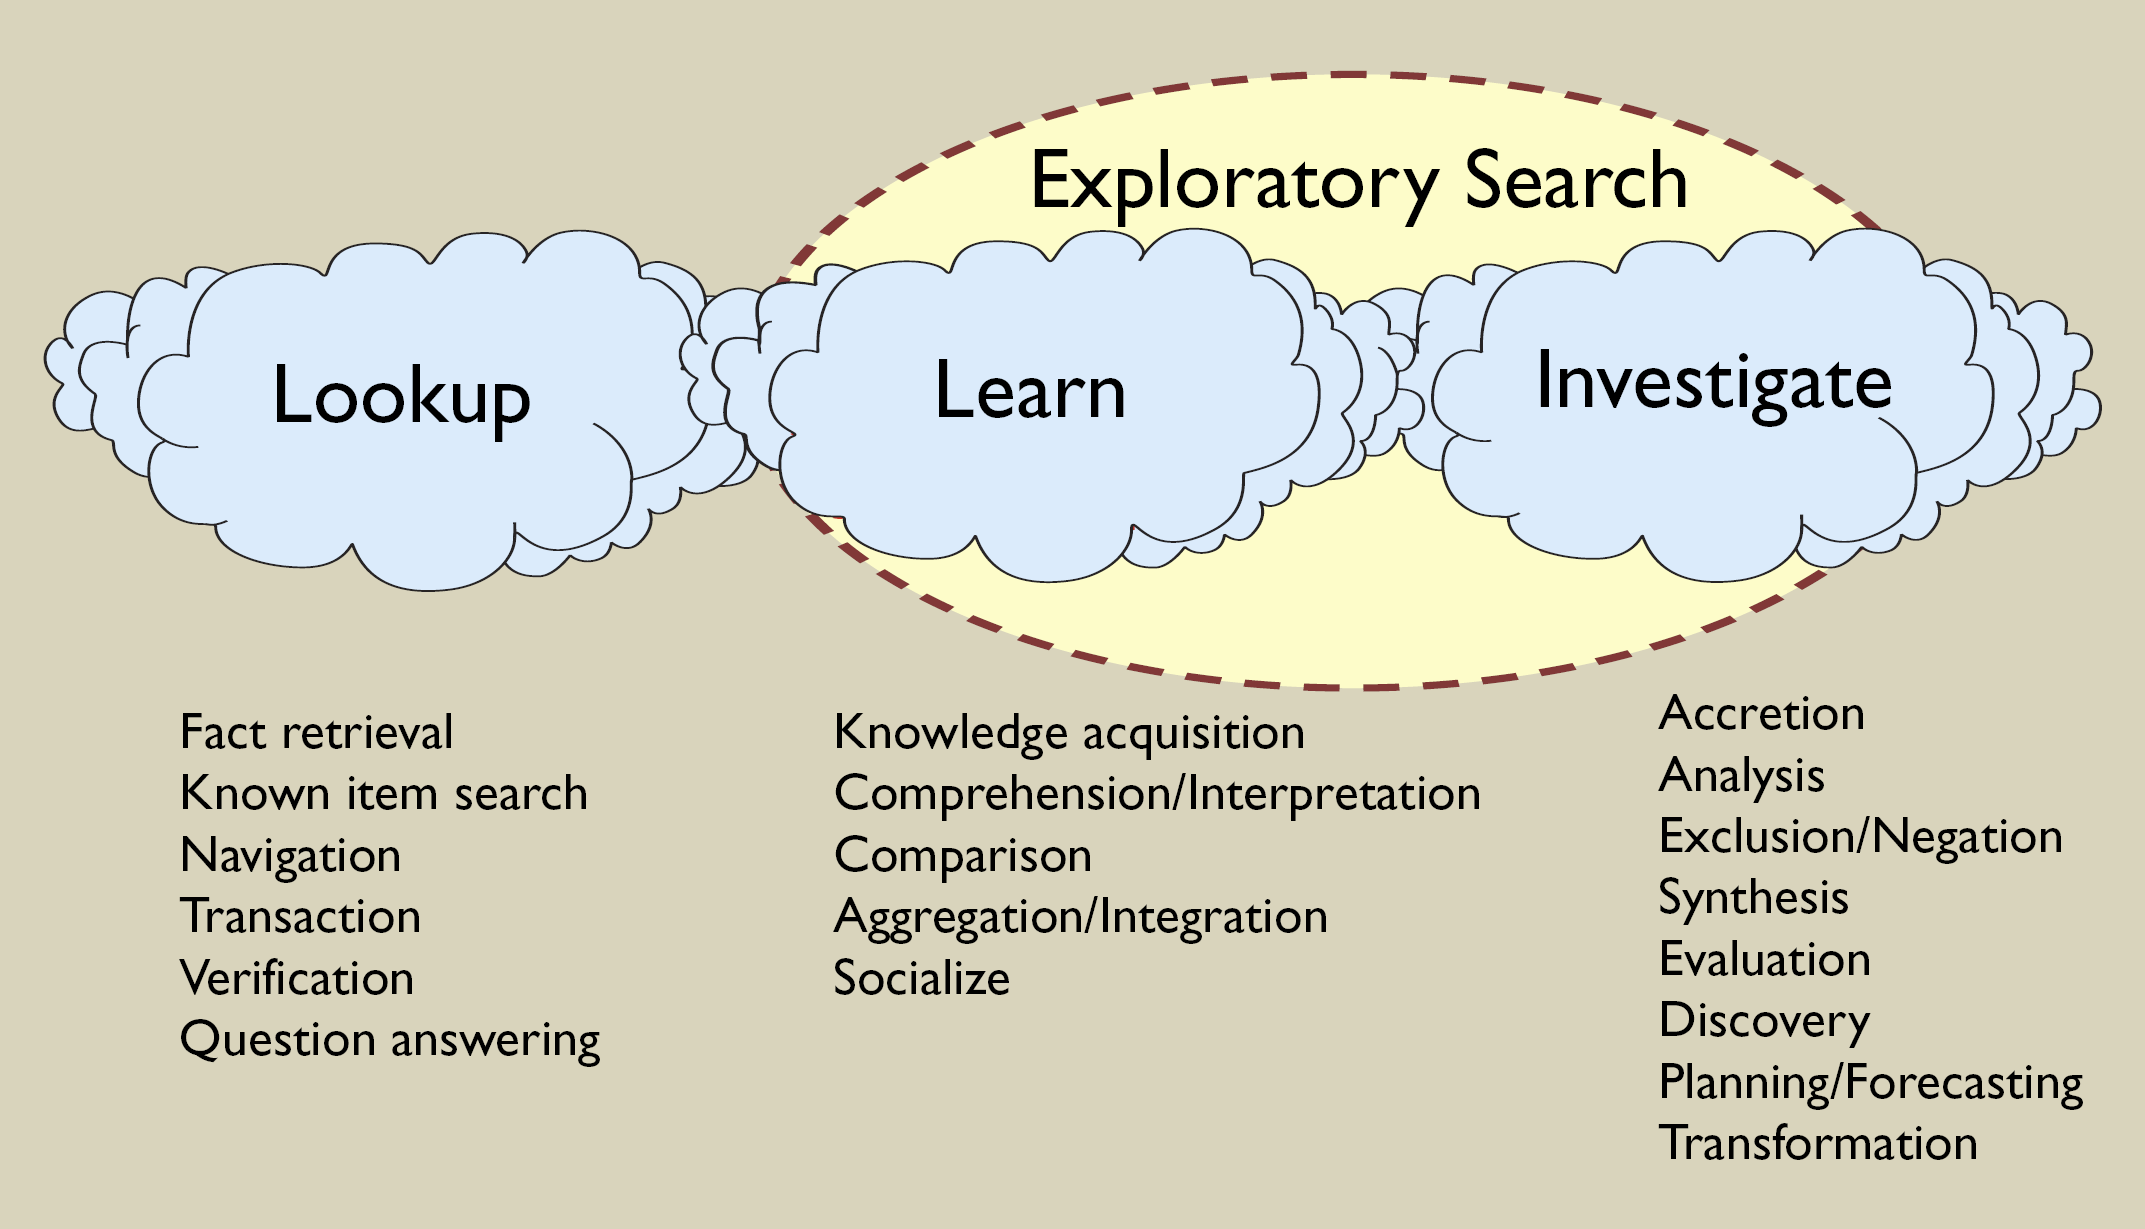 Exploratory Search
Lookup
Learn
Investigate
Fact retrieval
Known item search
Navigation
Transaction
Verification
Question answering
Knowledge acquisition
Comprehension/Interpretation
Comparison
Aggregation/Integration
Socialize
Accretion
Analysis
Exclusion/Negation
Synthesis
Evaluation
Discovery
Planning/Forecasting
Transformation